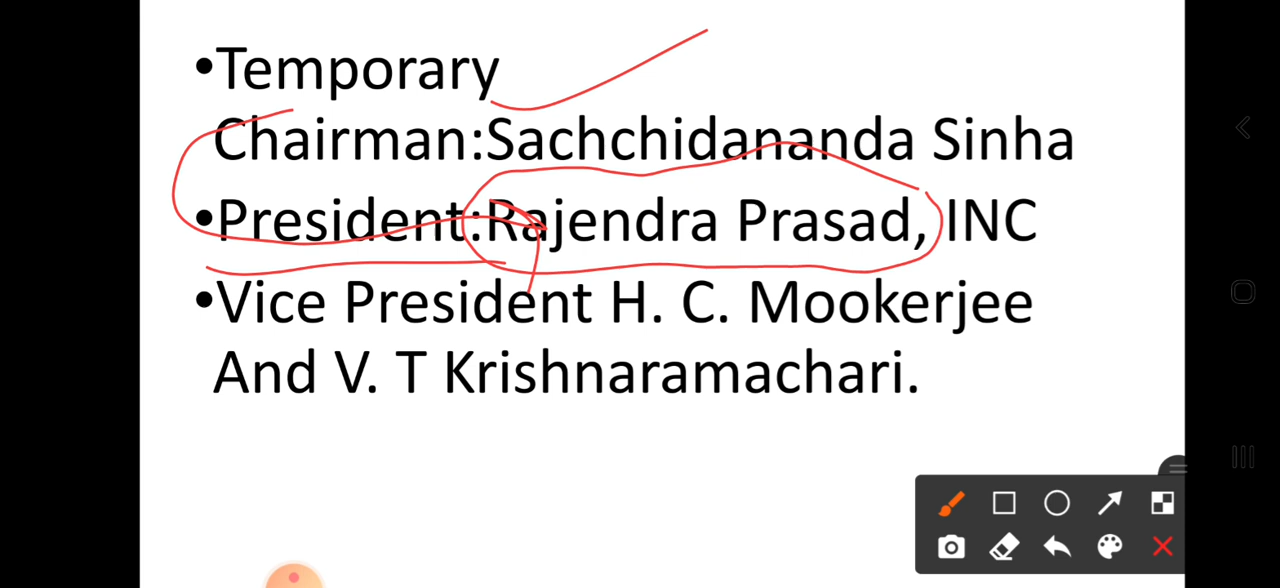 •Temporary
Chairman:Sachchidananda Sinha
•President:Rajendra Prasad, INC
•Vice President H. C. Mookerjee
And V. T Krishnaramachari.